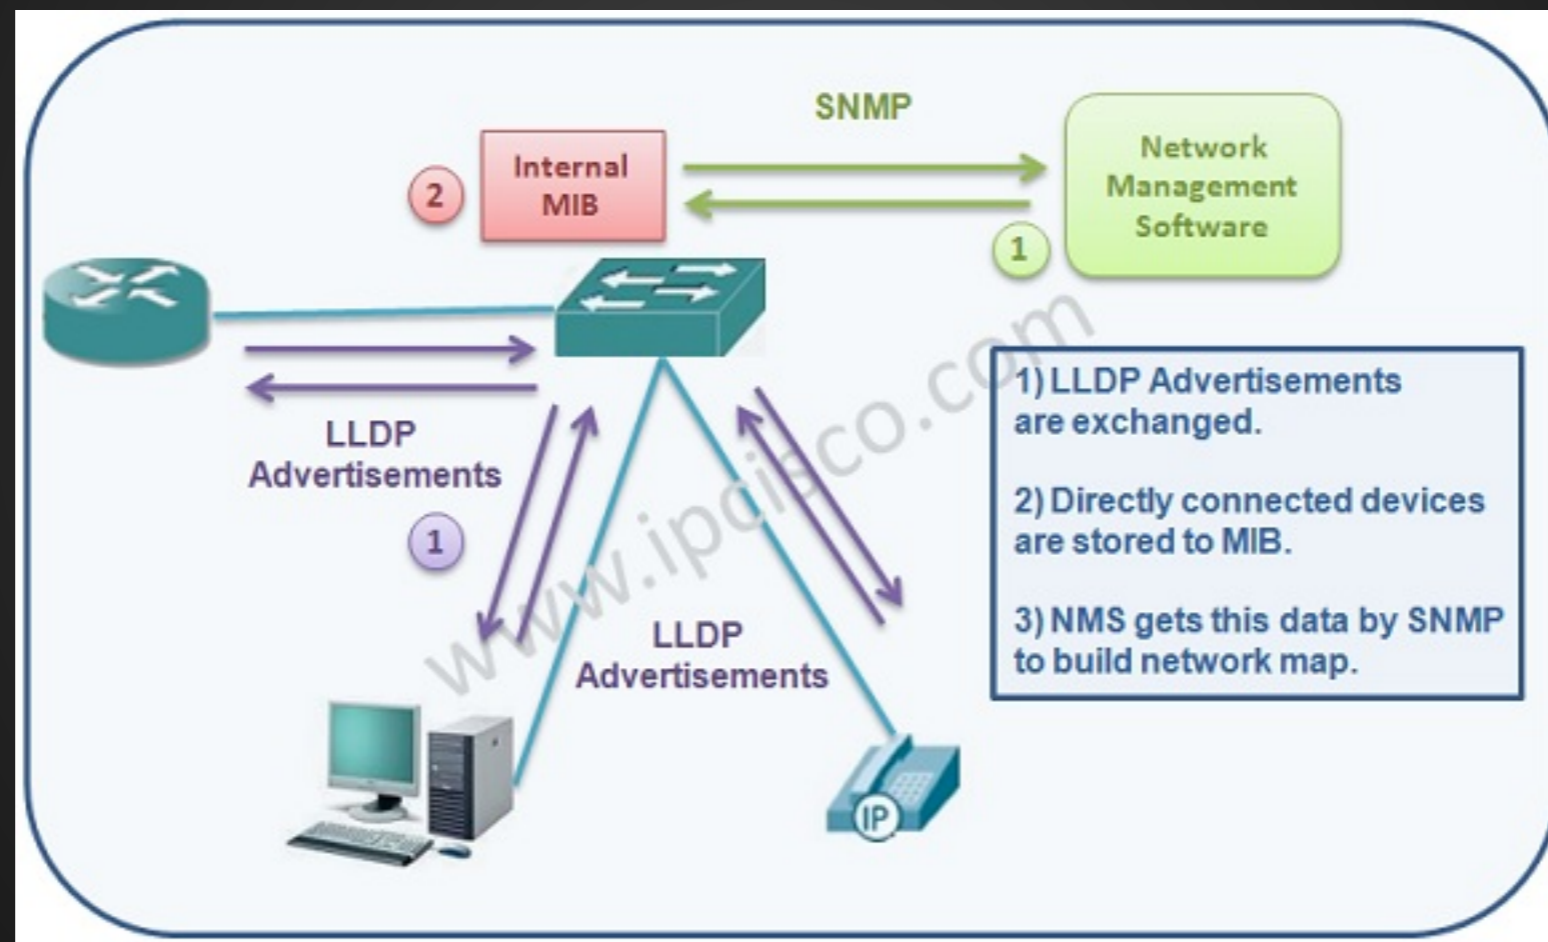 SNMP
Internal
MIB
2
Network
Management
Software
1
LLDP
Advertisements
1
LLDP
Advertisements
IP
1) LLDP Advertisements
are exchanged.
2) Directly connected devices
are stored to MIB.
3) NMS gets this data by SNMP
to build network map.
www.ipcisco.com